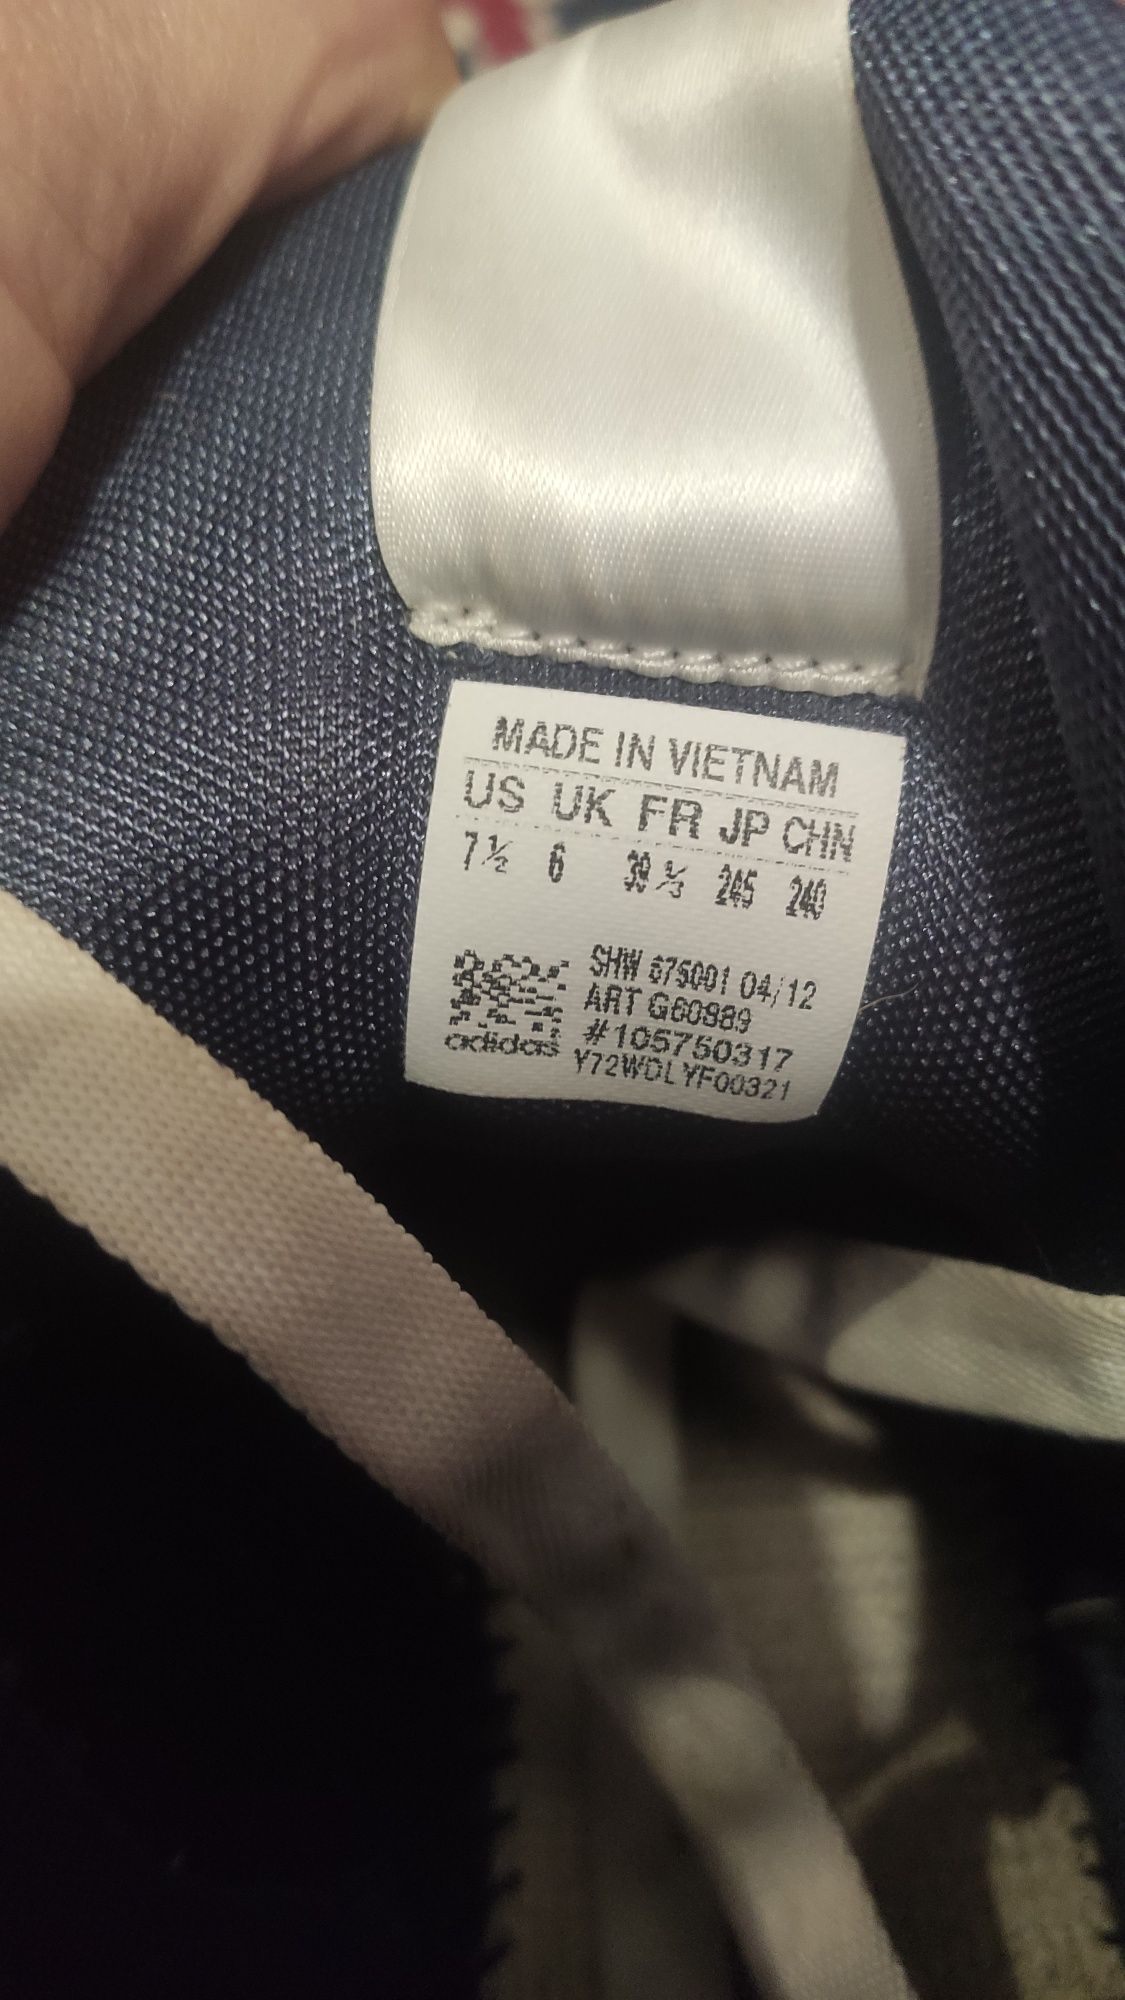 MADE IN VIETNAM
US UK FR JP CHN
7½ 6 39⅓ 245 240
SHW 675001 04/12
ART G60889
adidas #105750317
Y72WDLYF00321